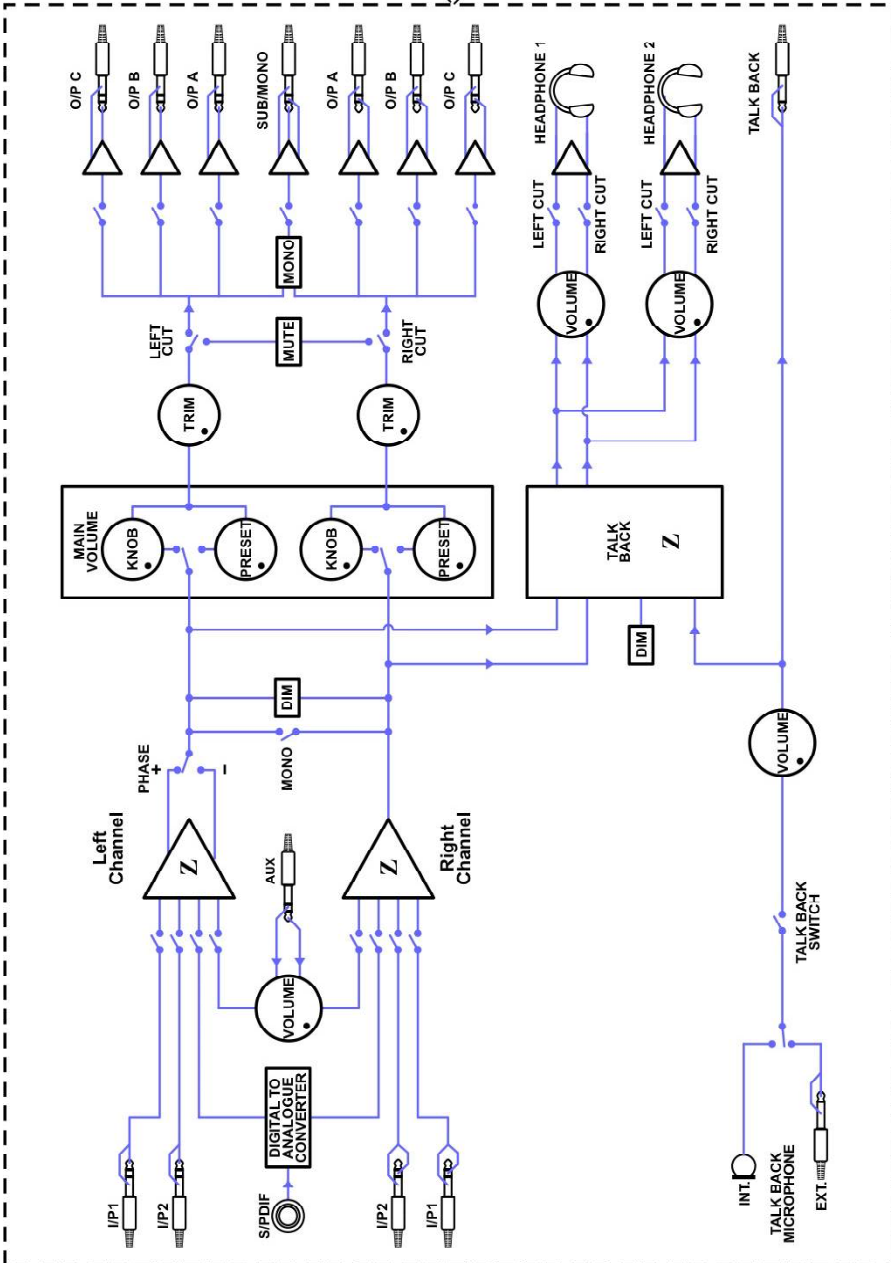 I/P1
I/P2
S/PDIF
I/P2
I/P1
DIGITAL TO
ANALOGUE
CONVERTER
VOLUME
AUX
Left
Channel
Z
Right
Channel
Z
PHASE
+
–
MONO
DIM
MAIN
VOLUME
KNOB
PRESET
KNOB
PRESET
TRIM
TRIM
LEFT
CUT
MUTE
RIGHT
CUT
MONO
O/P C
O/P B
O/P A
SUB/MONO
O/P A
O/P B
O/P C
TALK
BACK
Z
DIM
VOLUME
LEFT CUT
RIGHT CUT
HEADPHONE 1
VOLUME
LEFT CUT
RIGHT CUT
HEADPHONE 2
INT.
TALK BACK
MICROPHONE
EXT.
TALK BACK
SWITCH
VOLUME
TALK BACK